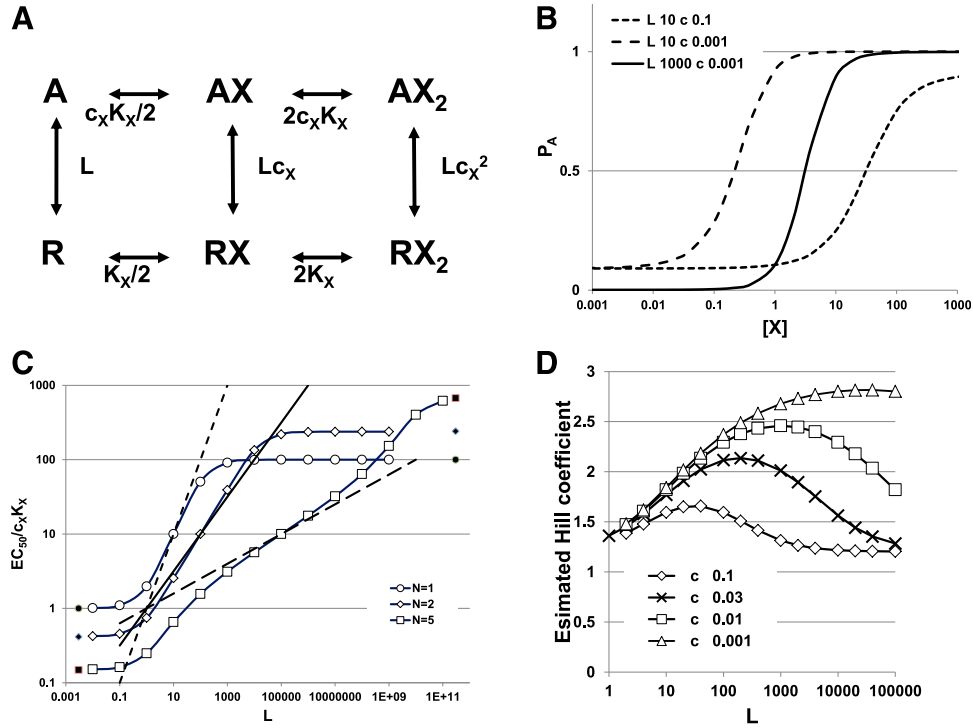 A
A AX AX2
cXKX/2 2cXKX
L LcX LcX2
R RX RX2
KX/2 2KX
B
L 10 c 0.1
L 10 c 0.001
L 1000 c 0.001
1
0.5
0
PA
0.001 0.01 0.1 1 10 100 1000
[X]
C
1000
100
10
1
0.1
EC50/cXKX
N=1
N=2
N=5
0.001 0.1 10 1000 100000 10000000 1E+09 1E+11
L
D
3
2.5
2
1.5
1
0.5
0
Esimated Hill coefficient
c 0.1
c 0.03
c 0.01
c 0.001
1 10 100 1000 10000 100000
L